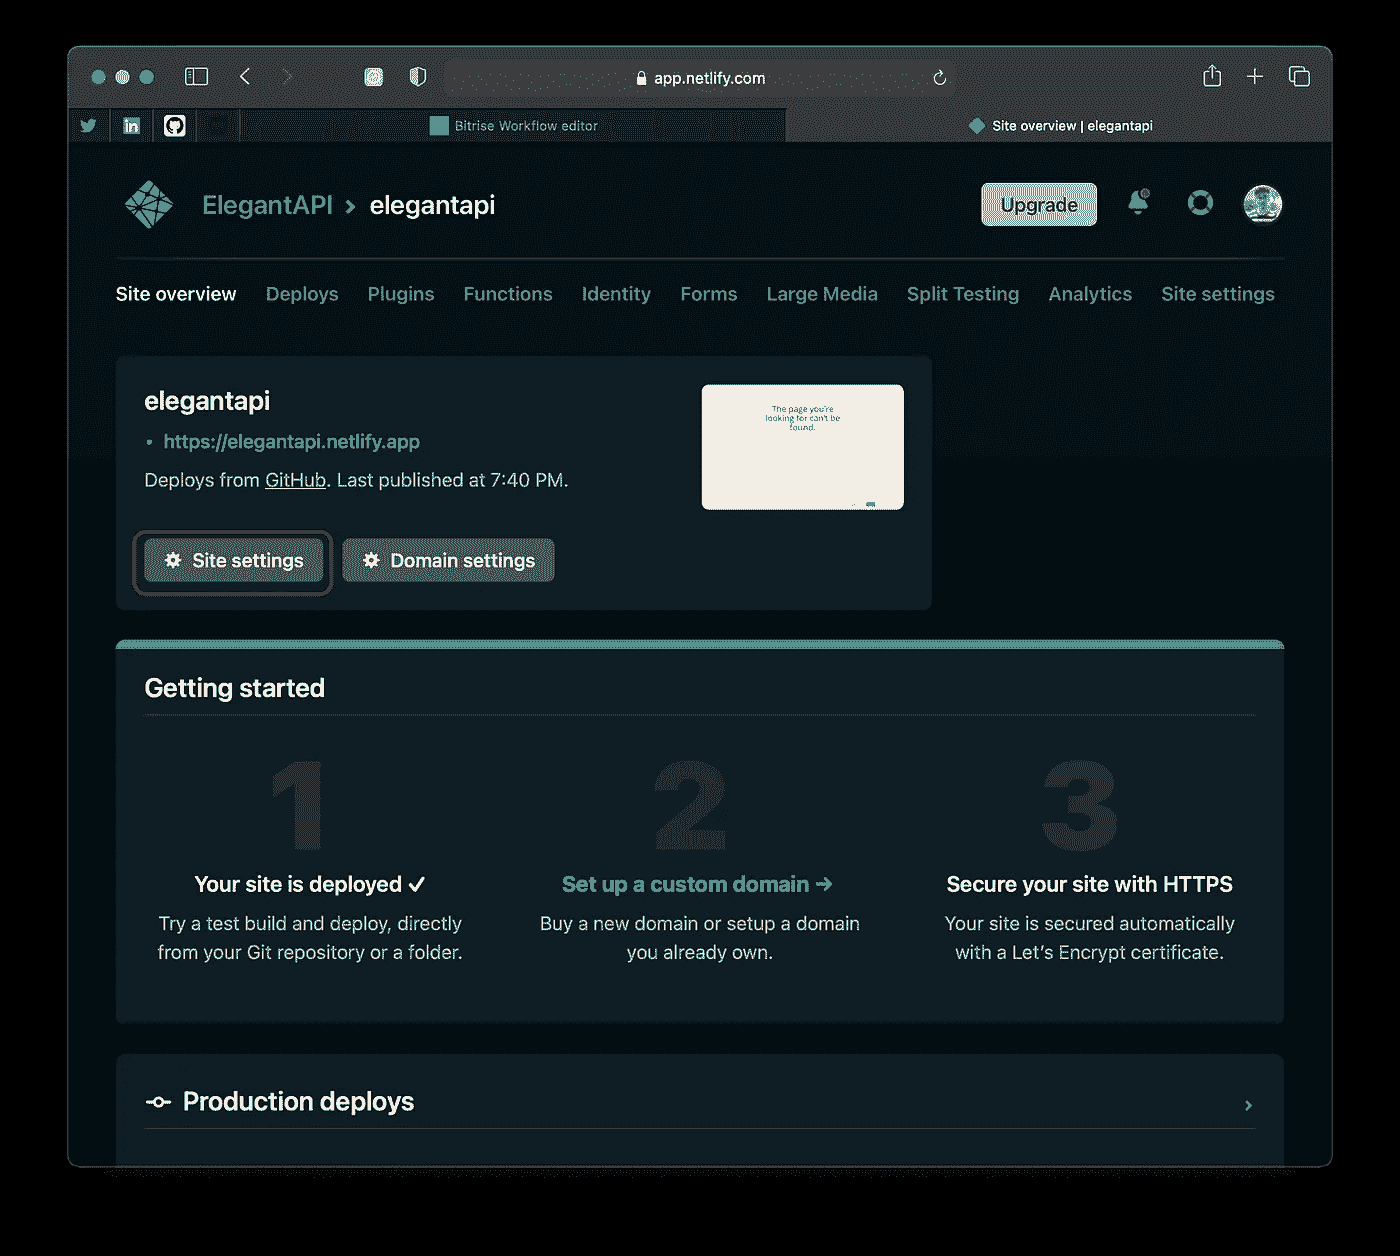 app.netlify.com
Bitrise Workflow editor
Site overview | elegantapi
ElegantAPI > elegantapi
Upgrade
Site overview Deploys Plugins Functions Identity Forms Large Media Split Testing Analytics Site settings
elegantapi
• https://elegantapi.netlify.app
Deploys from GitHub. Last published at 7:40 PM.
The page you're
looking for can't be
found.
Site settings
Domain settings
Getting started
1
Your site is deployed ✓
Try a test build and deploy, directly
from your Git repository or a folder.
2
Set up a custom domain →
Buy a new domain or setup a domain
you already own.
3
Secure your site with HTTPS
Your site is secured automatically
with a Let's Encrypt certificate.
Production deploys